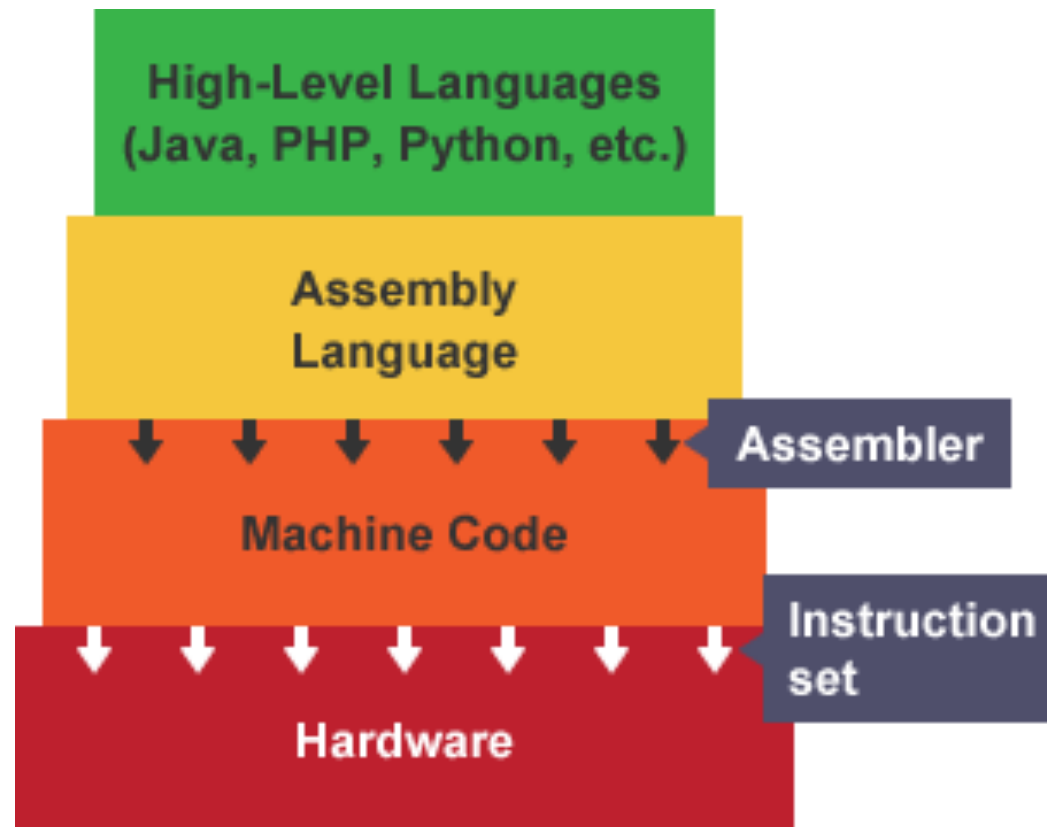 High-Level Languages
(Java, PHP, Python, etc.)
Assembly
Language
Assembler
Machine Code
Instruction
set
Hardware